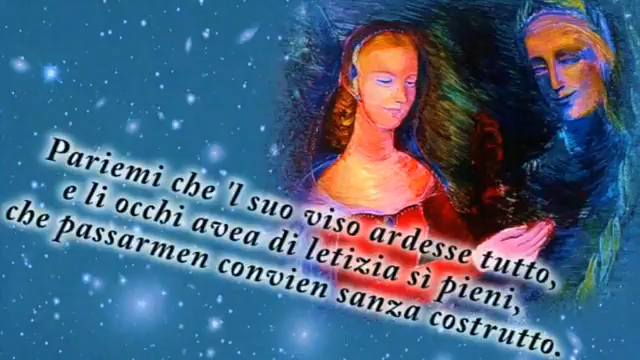 Pariemi che 'l suo viso ardesse tutto,
e li occhi avea di letizia sì pieni,
che passarmen convien sanza costrutto.